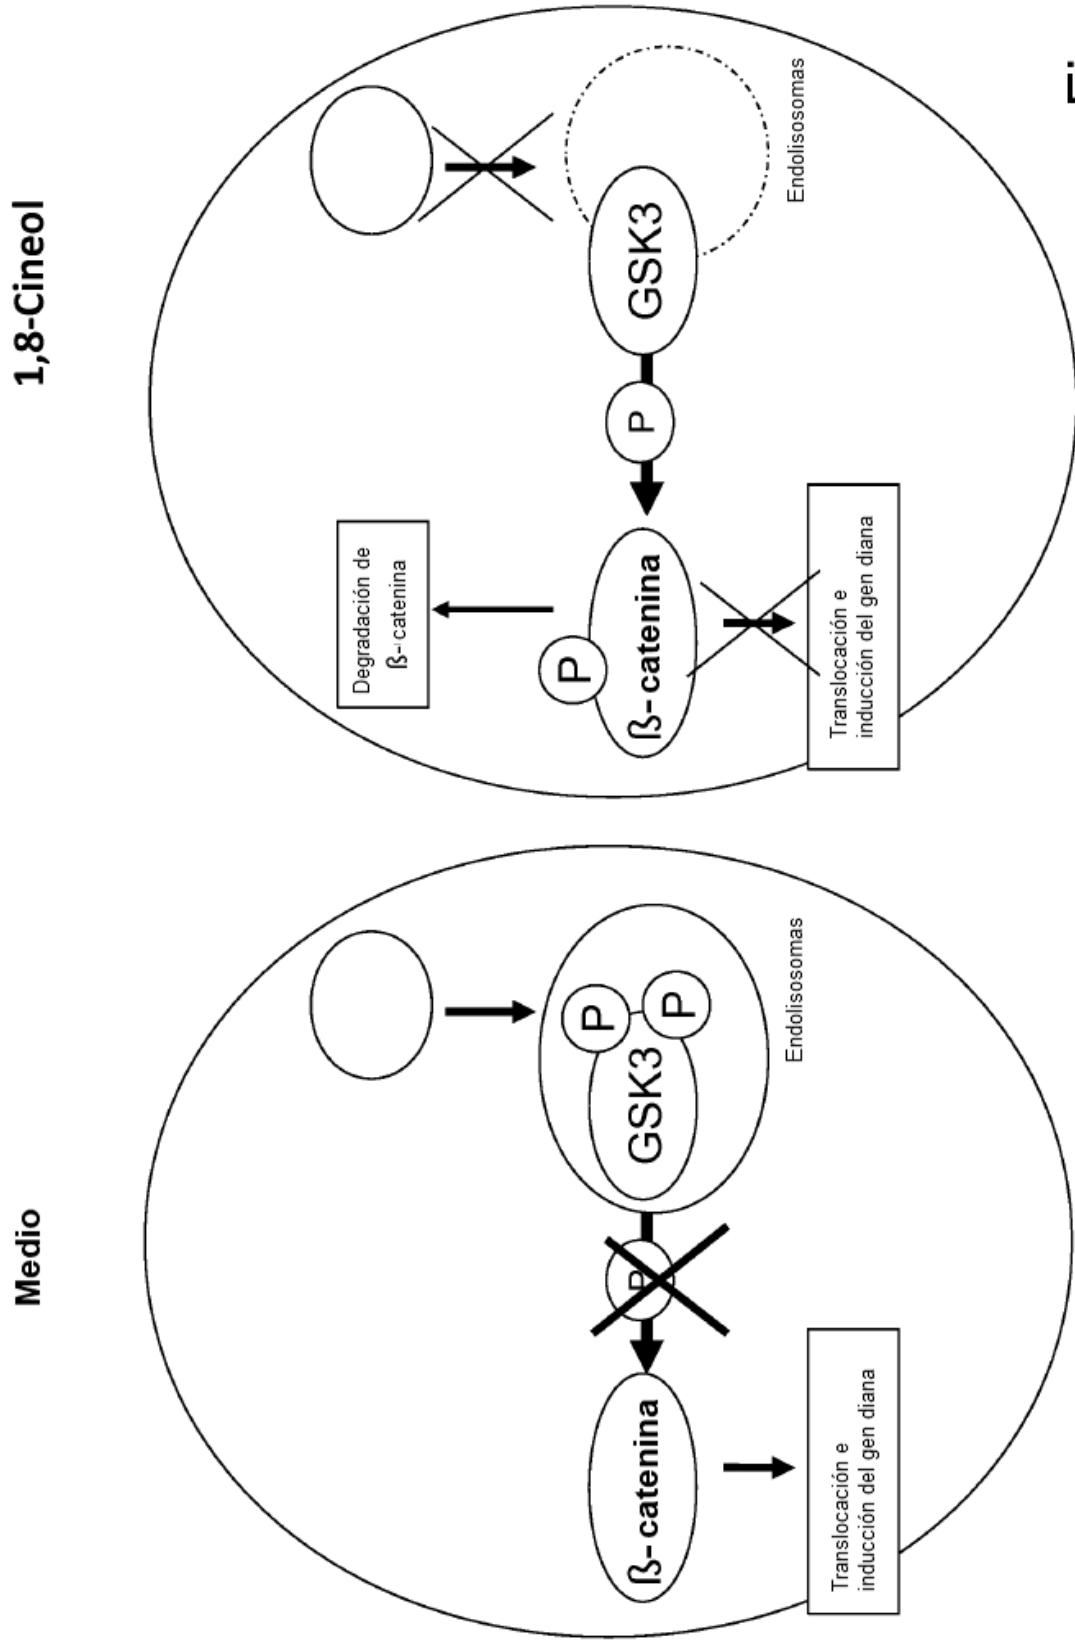 Medio
P
P
GSK3
P
ß-catenina
Endolisosomas
Translocación e
inducción del gen diana
1,8-Cineol
Degradación de
ß-catenina
P
ß-catenina
P
GSK3
Endolisosomas
Translocación e
inducción del gen diana